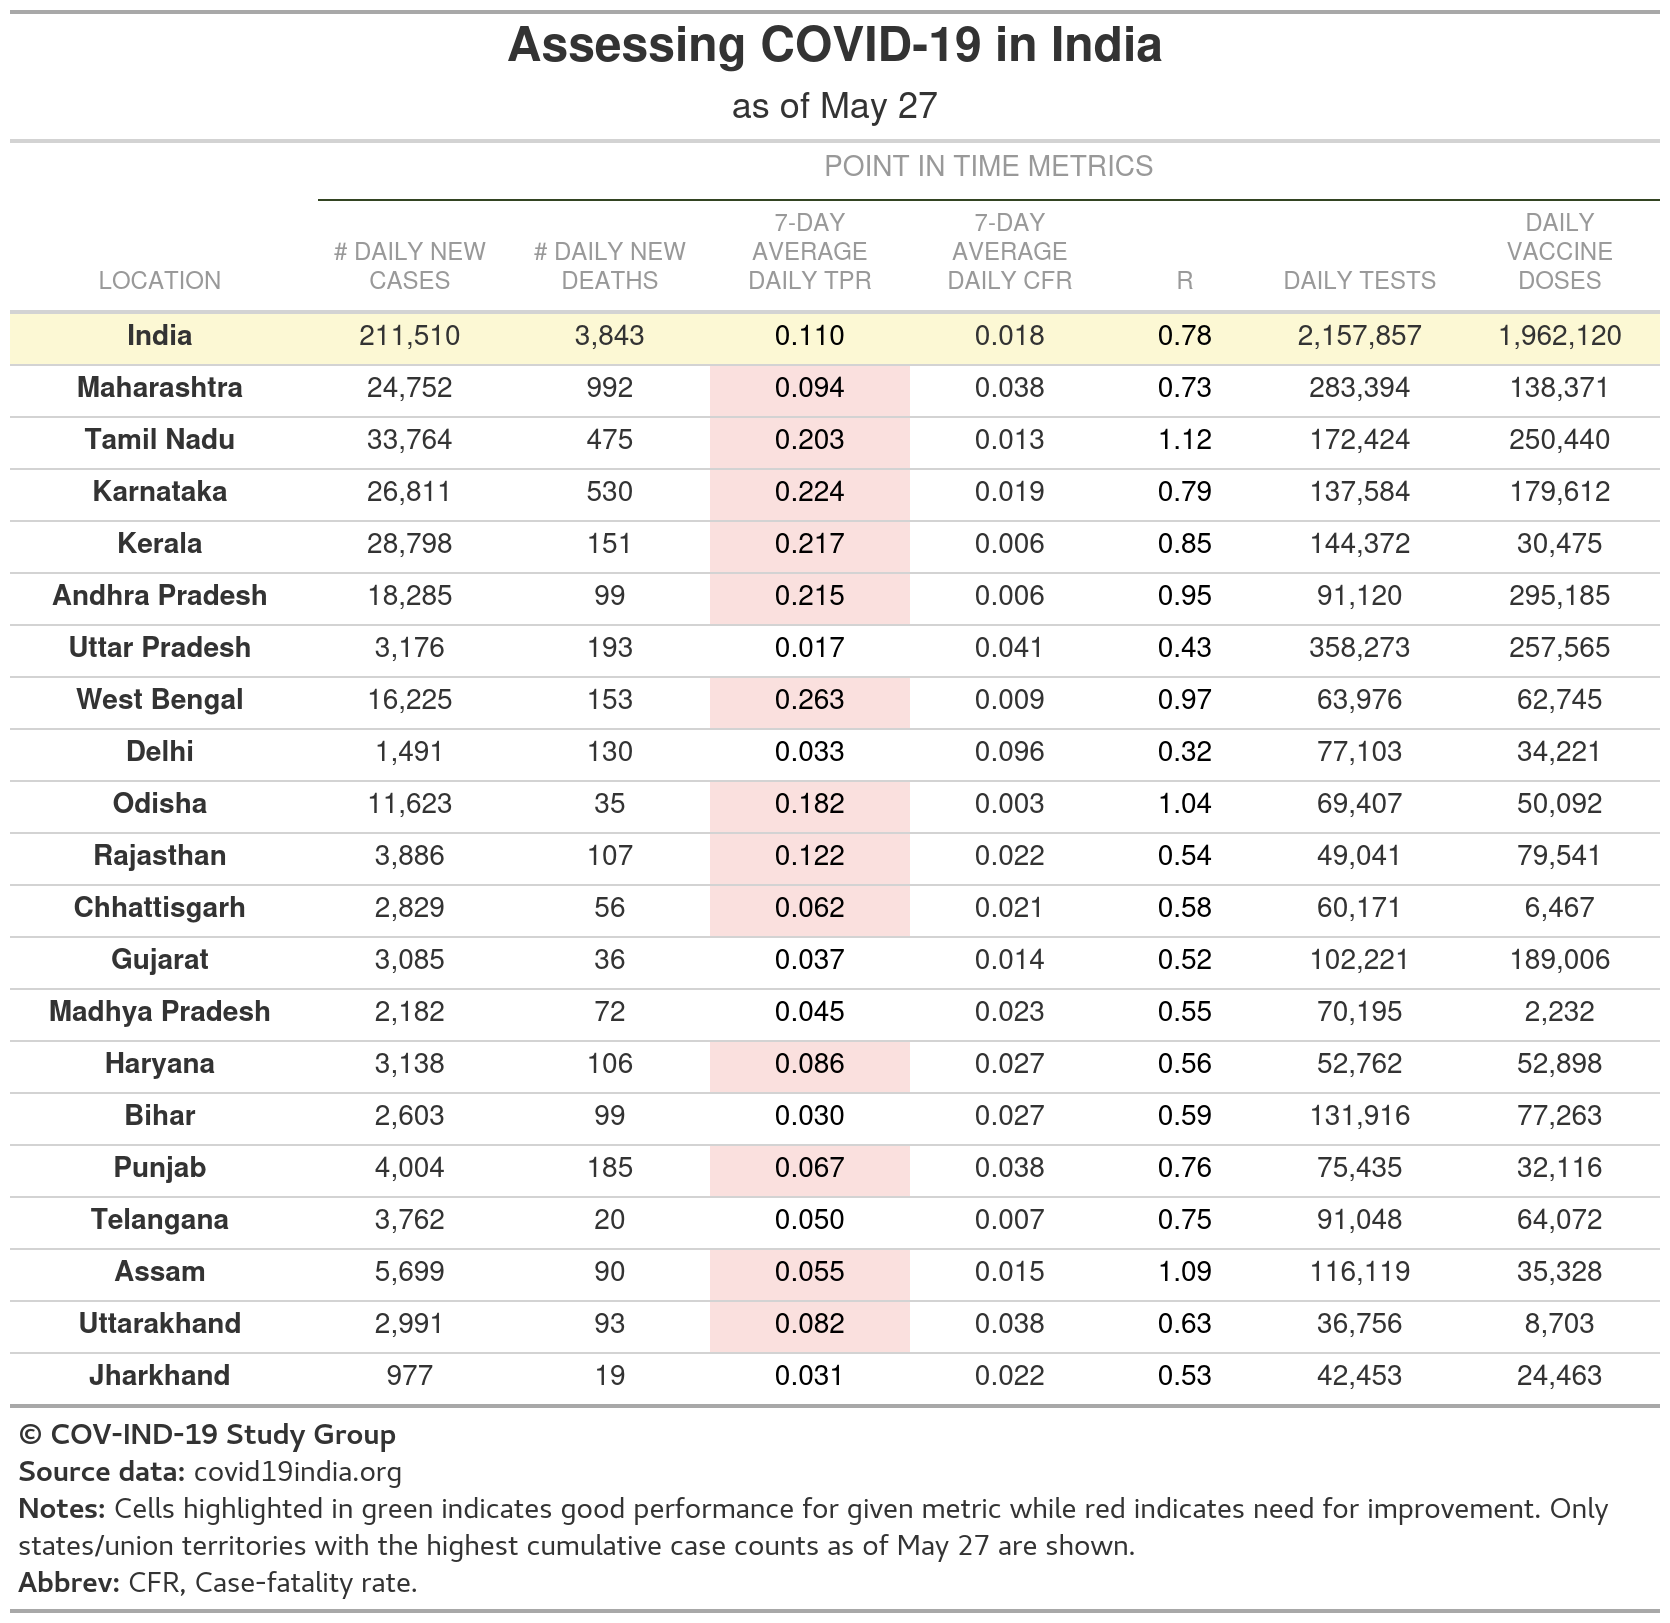 Assessing COVID-19 in India
as of May 27
POINT IN TIME METRICS
LOCATION # DAILY NEW CASES # DAILY NEW DEATHS 7-DAY AVERAGE DAILY TPR 7-DAY AVERAGE DAILY CFR R DAILY TESTS DAILY VACCINE DOSES
India 211,510 3,843 0.110 0.018 0.78 2,157,857 1,962,120
Maharashtra 24,752 992 0.094 0.038 0.73 283,394 138,371
Tamil Nadu 33,764 475 0.203 0.013 1.12 172,424 250,440
Karnataka 26,811 530 0.224 0.019 0.79 137,584 179,612
Kerala 28,798 151 0.217 0.006 0.85 144,372 30,475
Andhra Pradesh 18,285 99 0.215 0.006 0.95 91,120 295,185
Uttar Pradesh 3,176 193 0.017 0.041 0.43 358,273 257,565
West Bengal 16,225 153 0.263 0.009 0.97 63,976 62,745
Delhi 1,491 130 0.033 0.096 0.32 77,103 34,221
Odisha 11,623 35 0.182 0.003 1.04 69,407 50,092
Rajasthan 3,886 107 0.122 0.022 0.54 49,041 79,541
Chhattisgarh 2,829 56 0.062 0.021 0.58 60,171 6,467
Gujarat 3,085 36 0.037 0.014 0.52 102,221 189,006
Madhya Pradesh 2,182 72 0.045 0.023 0.55 70,195 2,232
Haryana 3,138 106 0.086 0.027 0.56 52,762 52,898
Bihar 2,603 99 0.030 0.027 0.59 131,916 77,263
Punjab 4,004 185 0.067 0.038 0.76 75,435 32,116
Telangana 3,762 20 0.050 0.007 0.75 91,048 64,072
Assam 5,699 90 0.055 0.015 1.09 116,119 35,328
Uttarakhand 2,991 93 0.082 0.038 0.63 36,756 8,703
Jharkhand 977 19 0.031 0.022 0.53 42,453 24,463
© COV-IND-19 Study Group
Source data: covid19india.org
Notes: Cells highlighted in green indicates good performance for given metric while red indicates need for improvement. Only
states/union territories with the highest cumulative case counts as of May 27 are shown.
Abbrev: CFR, Case-fatality rate.